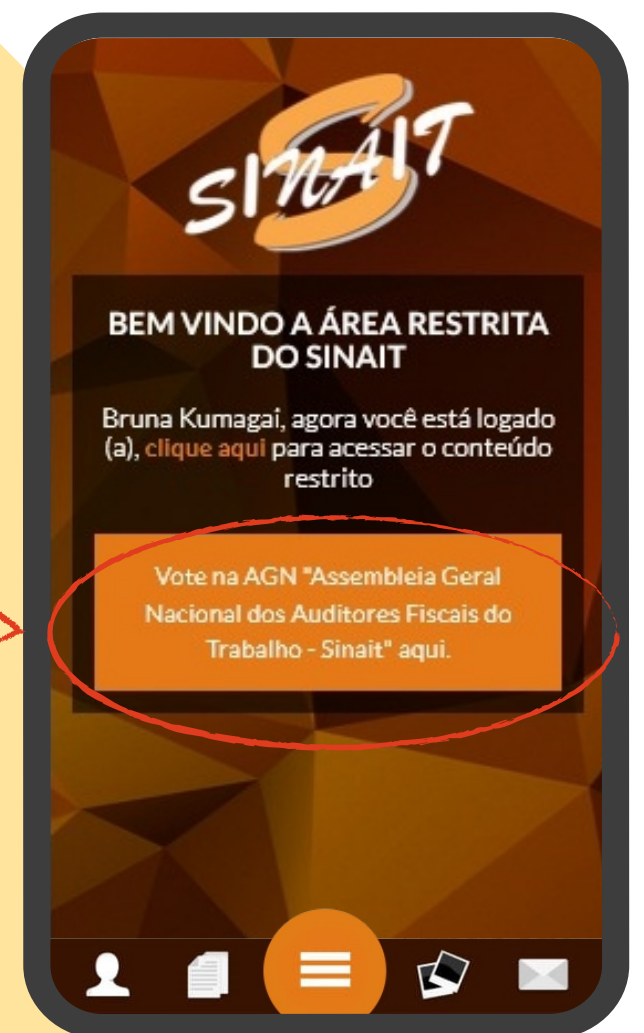 SINAIT
BEM VINDO A ÁREA RESTRITA
DO SINAIT
Bruna Kumagai, agora você está logado
(a), clique aqui para acessar o conteúdo
restrito
Vote na AGN "Assembleia Geral
Nacional dos Auditores Fiscais do
Trabalho - Sinait" aqui.